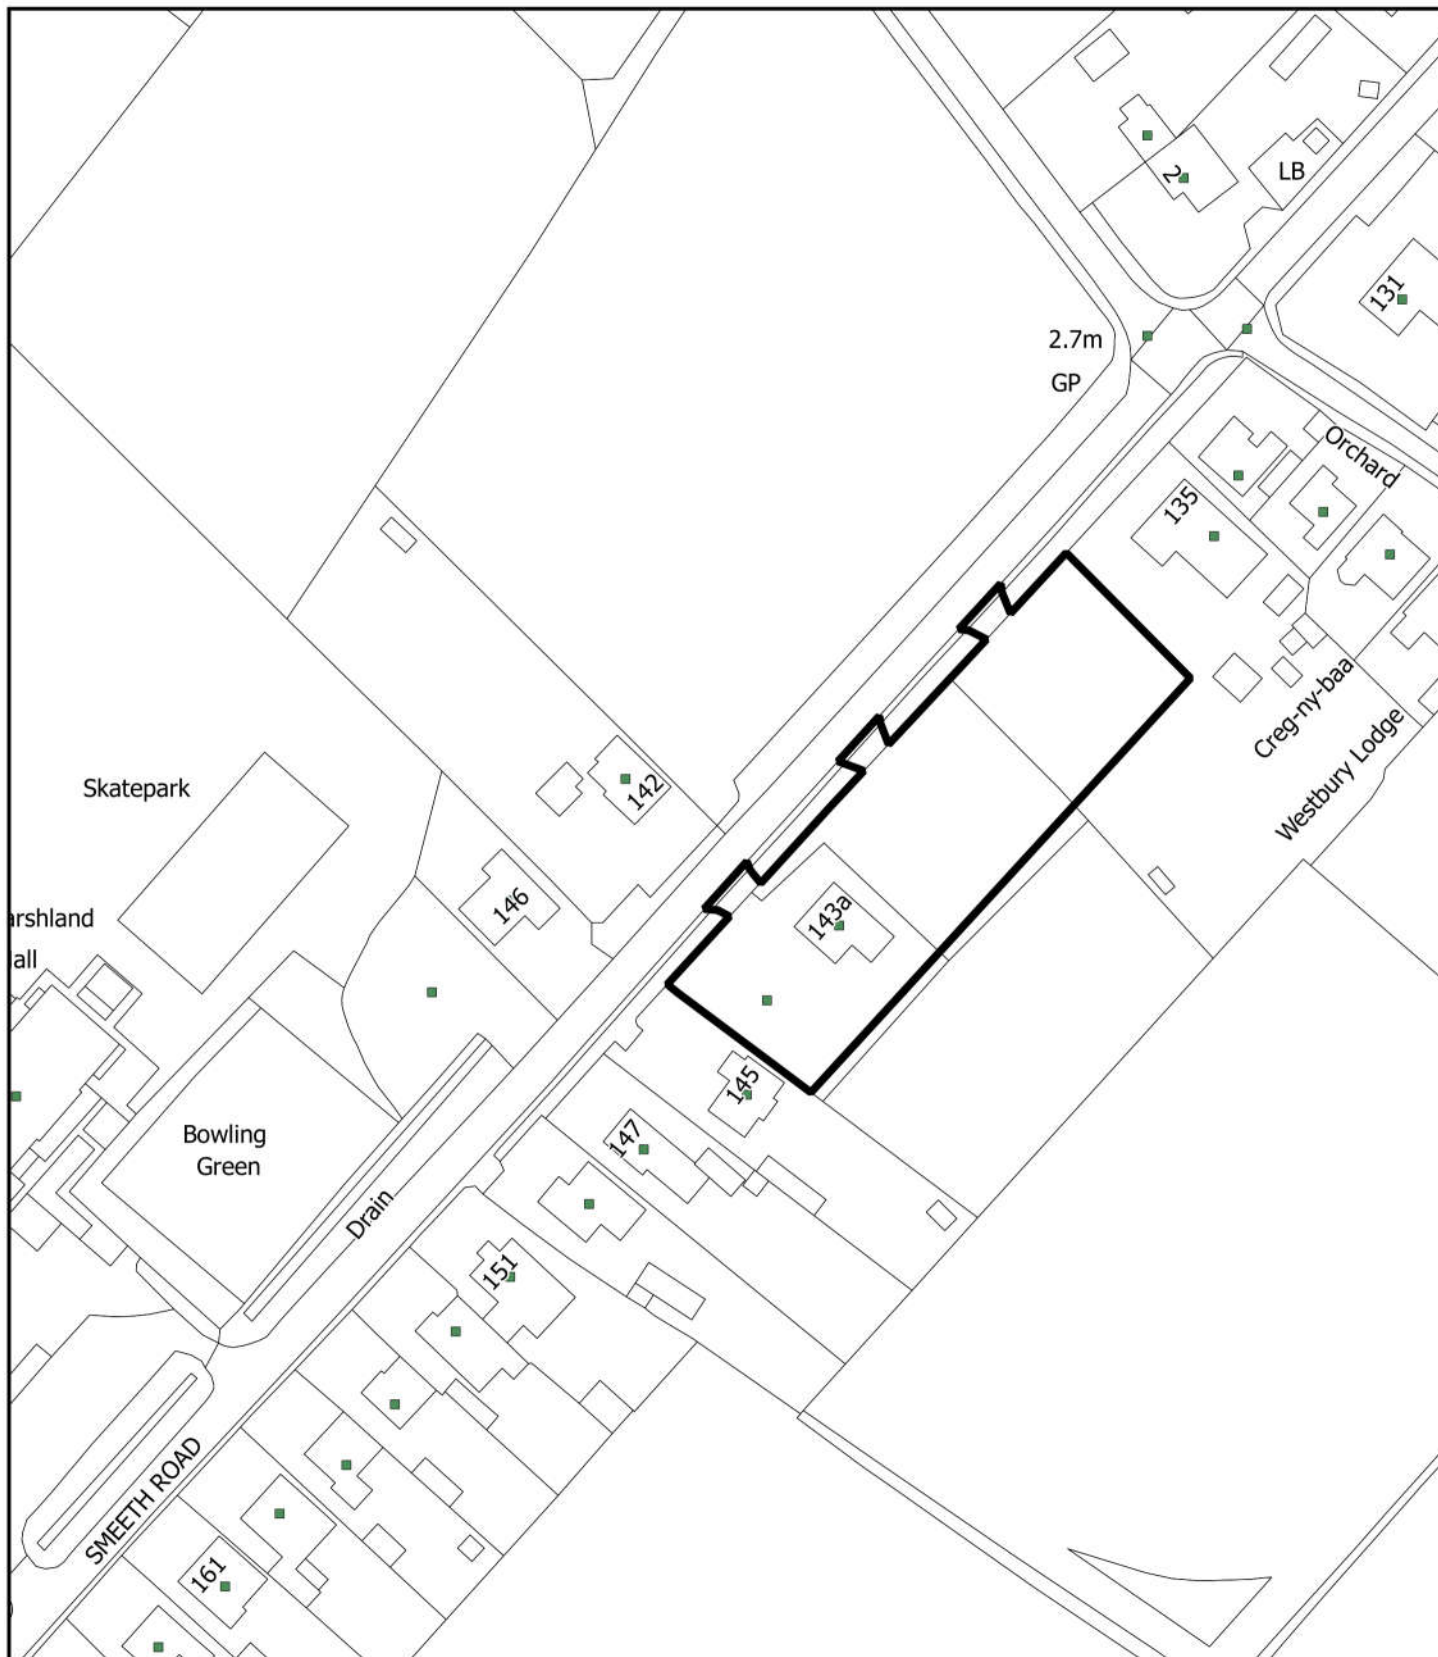 2
LB
131
2.7m
GP
Orchard
135
Creg-ny-baa
Westbury Lodge
142
Skatepark
146
143a
arshland
all
145
147
Bowling
Green
Drain
151
SMEETH ROAD
161